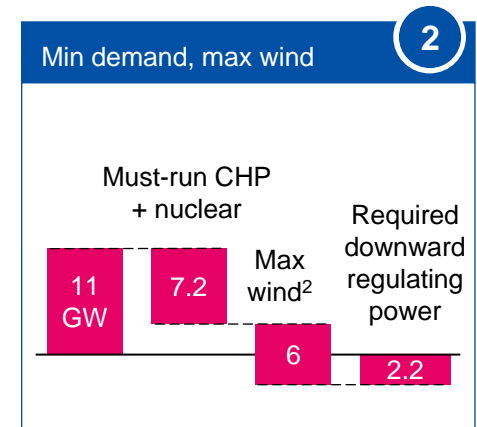 2
Min demand, max wind
Must-run CHP
+ nuclear
Required
downward
regulating
power
Max
wind2
11
GW
7.2
6
2.2